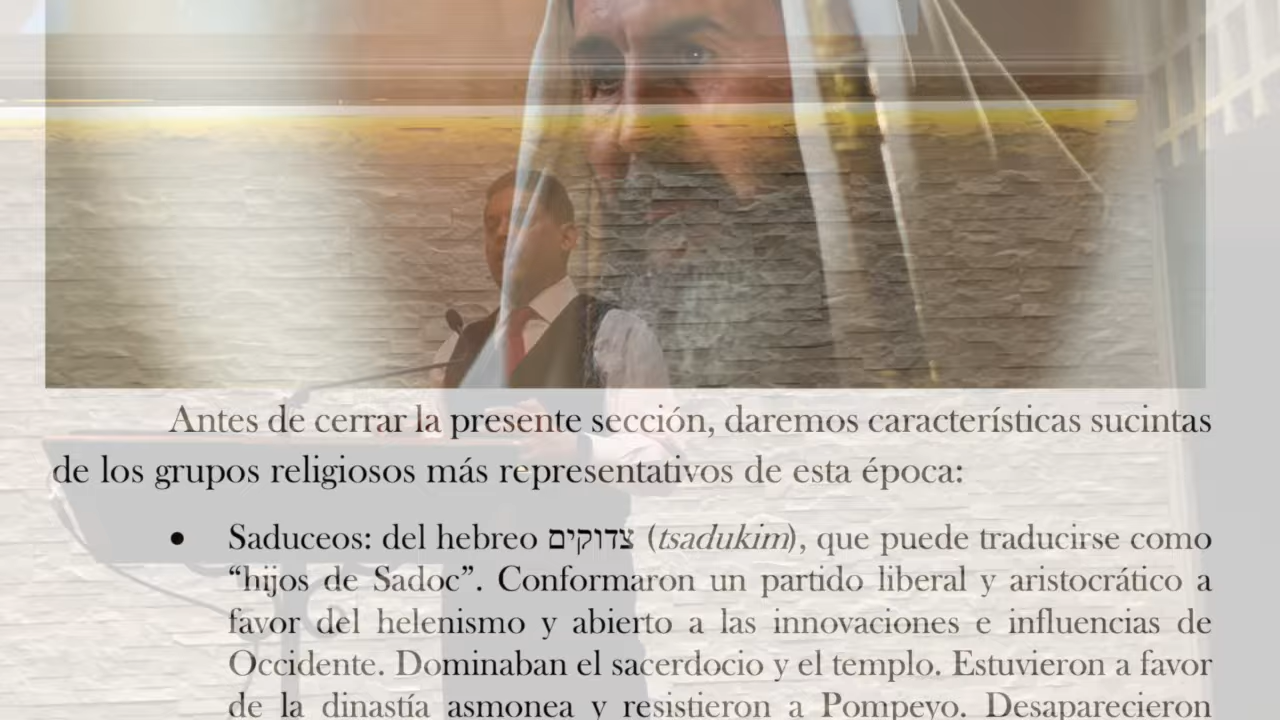 Antes de cerrar la presente sección, daremos características sucintas
de los grupos religiosos más representativos de esta época:
• Saduceos: del hebreo צדוקים (tsadukim), que puede traducirse como
“hijos de Sadoc”. Conformaron un partido liberal y aristocrático a
favor del helenismo y abierto a las innovaciones e influencias de
Occidente. Dominaban el sacerdocio y el templo. Estuvieron a favor
de la dinastía asmonea y resistieron a Pompeyo. Desaparecieron